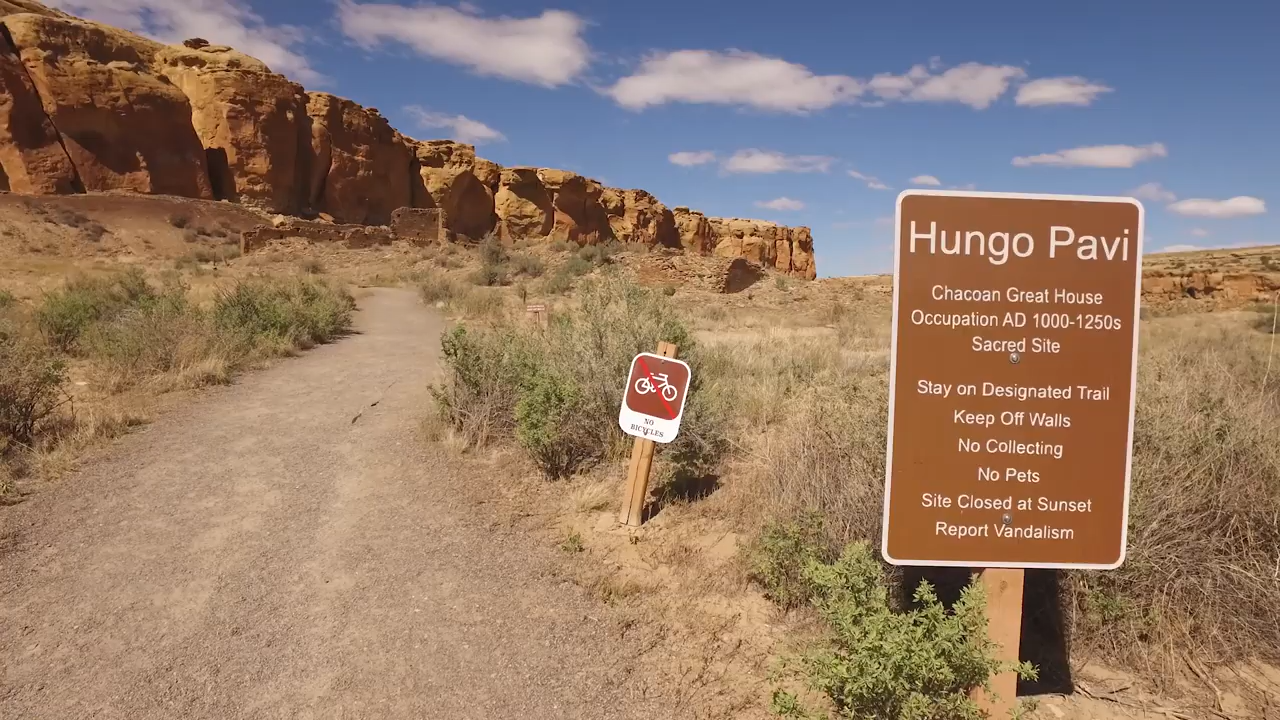 Hungo Pavi
Chacoan Great House
Occupation AD 1000-1250s
Sacred Site
Stay on Designated Trail
Keep Off Walls
No Collecting
No Pets
Site Closed at Sunset
Report Vandalism
NO
BICYCLES